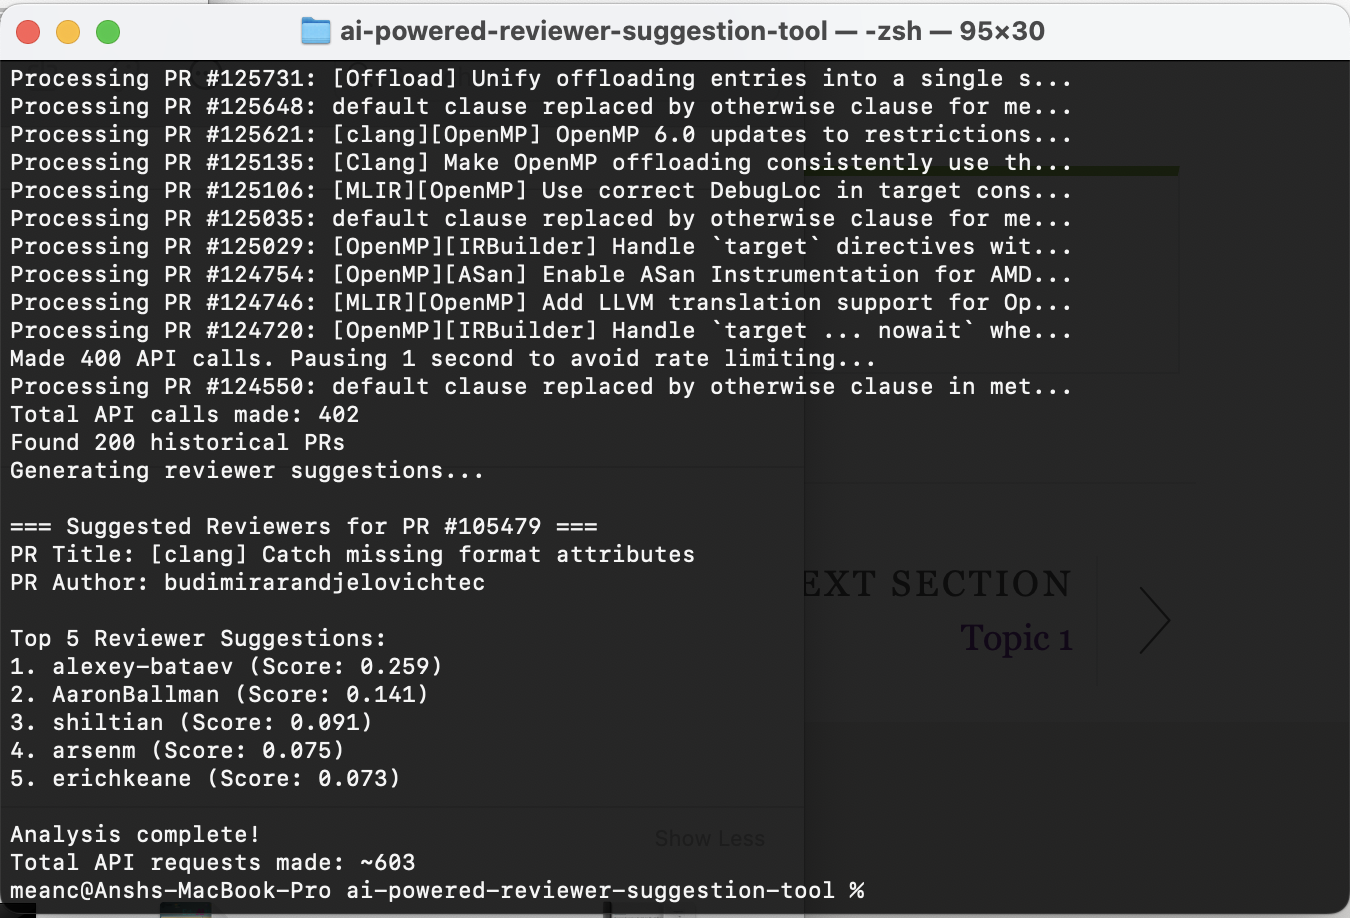 ai-powered-reviewer-suggestion-tool — -zsh — 95×30
Processing PR #125731: [Offload] Unify offloading entries into a single s...
Processing PR #125648: default clause replaced by otherwise clause for me...
Processing PR #125621: [clang][OpenMP] OpenMP 6.0 updates to restrictions...
Processing PR #125135: [Clang] Make OpenMP offloading consistently use th...
Processing PR #125106: [MLIR][OpenMP] Use correct DebugLoc in target cons...
Processing PR #125035: default clause replaced by otherwise clause for me...
Processing PR #125029: [OpenMP][IRBuilder] Handle `target` directives wit...
Processing PR #124754: [OpenMP][ASan] Enable ASan Instrumentation for AMD...
Processing PR #124746: [MLIR][OpenMP] Add LLVM translation support for Op...
Processing PR #124720: [OpenMP][IRBuilder] Handle `target ... nowait` whe...
Made 400 API calls. Pausing 1 second to avoid rate limiting...
Processing PR #124550: default clause replaced by otherwise clause in met...
Total API calls made: 402
Found 200 historical PRs
Generating reviewer suggestions...
=== Suggested Reviewers for PR #105479 ===
PR Title: [clang] Catch missing format attributes
PR Author: budimirarandjelovichtec
EXT SECTION
Topic 1
Top 5 Reviewer Suggestions:
1. alexey-bataev (Score: 0.259)
2. AaronBallman (Score: 0.141)
3. shiltian (Score: 0.091)
4. arsenm (Score: 0.075)
5. erichkeane (Score: 0.073)
Analysis complete!
Show Less
Total API requests made: ~603
meanc@Anshs-MacBook-Pro ai-powered-reviewer-suggestion-tool %